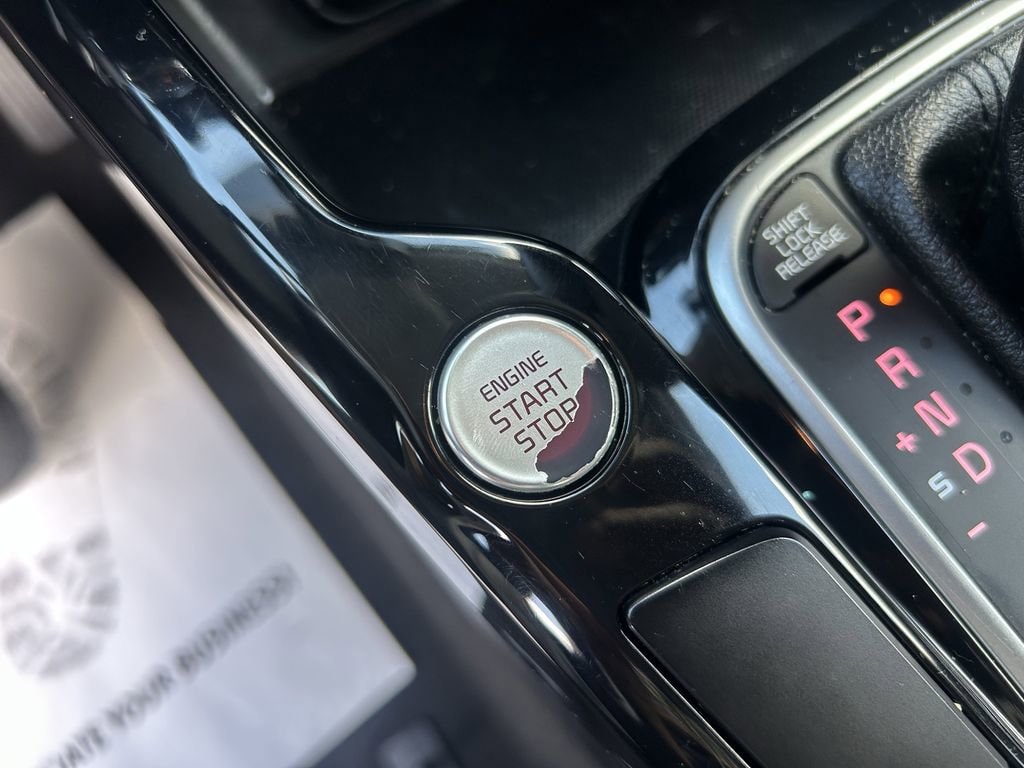 ENGINE
START
STOP
SHIFT
LOCK
RELEASE
P
R
N
D
+
S
-
YOUR BUSINESS!